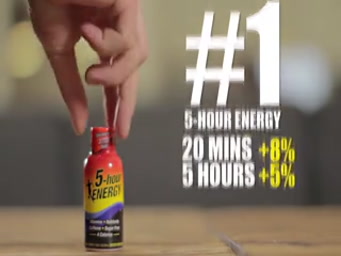 #1
5-HOUR ENERGY
20 MINS +8%
5 HOURS +5%
5-hour
ENERGY